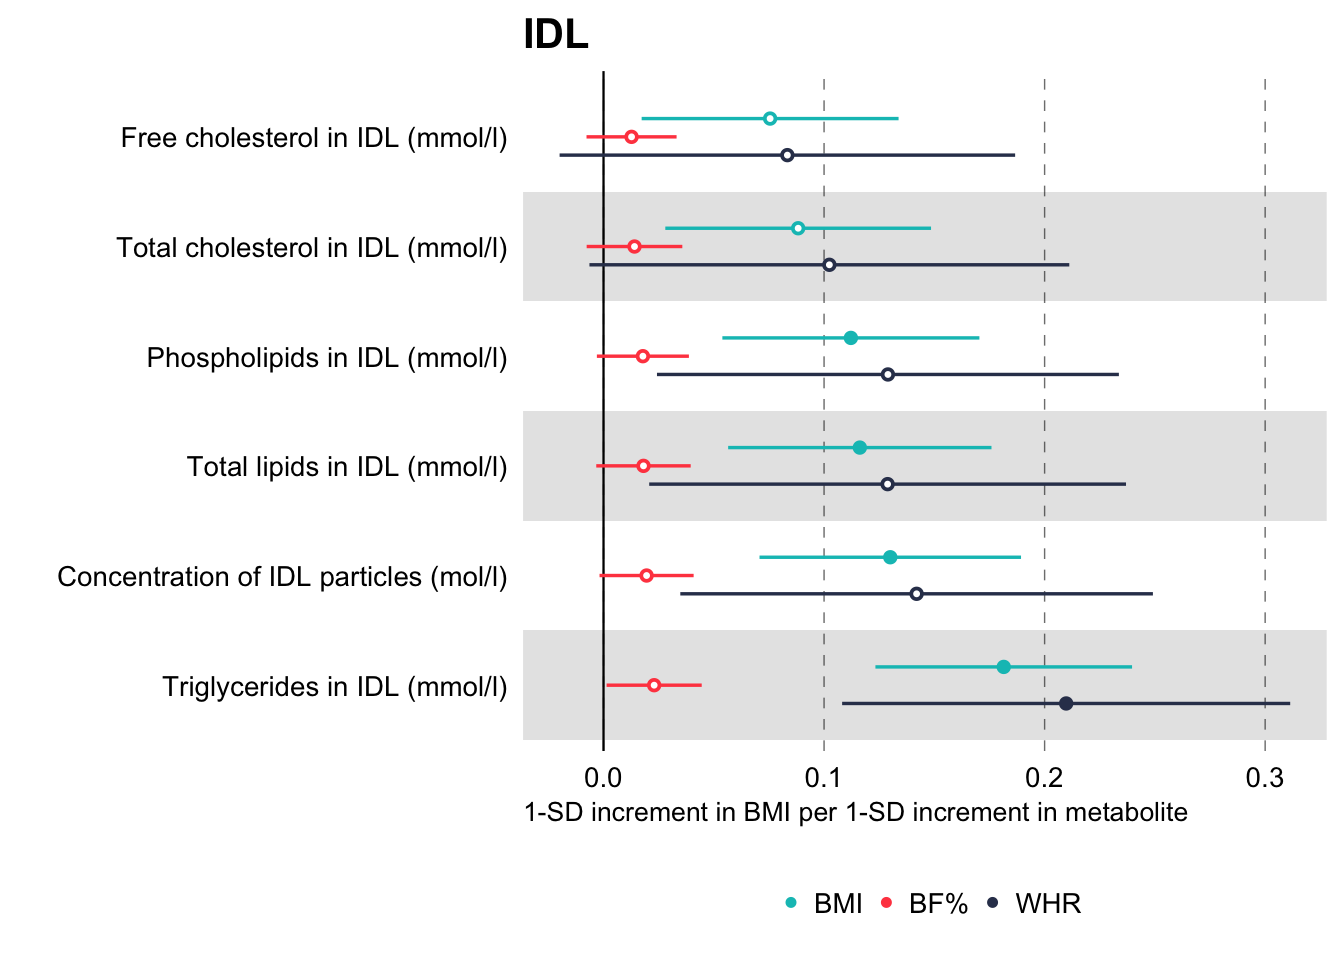 IDL
Free cholesterol in IDL (mmol/l)
Total cholesterol in IDL (mmol/l)
Phospholipids in IDL (mmol/l)
Total lipids in IDL (mmol/l)
Concentration of IDL particles (mol/l)
Triglycerides in IDL (mmol/l)
0.0 0.1 0.2 0.3
1-SD increment in BMI per 1-SD increment in metabolite
BMI BF% WHR